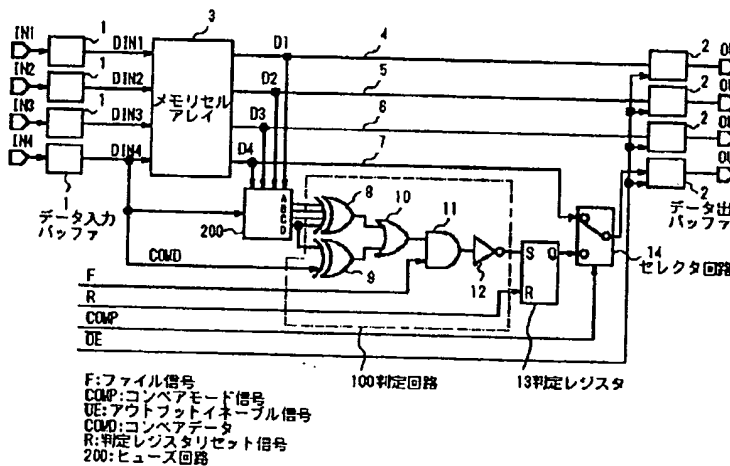 IN1
IN2
IN3
IN4
1
1
1
1
データ入力
バッファ
DIN1
DIN2
DIN3
DIN4
3
メモリセル
アレイ
D1
D2
D3
D4
4
5
6
7
200
A
B
C
D
8
9
10
11
12
S Q
R
2
2
2
2
データ出
バッファ
14
セレクタ回路
COMD
F
R
COMP
OE
100判定回路
13判定レジスタ
F:ファイル信号
COMP:コンペアモード信号
OE:アウトプットイネーブル信号
COMD:コンペアデータ
R:判定レジスタリセット信号
200:ヒューズ回路